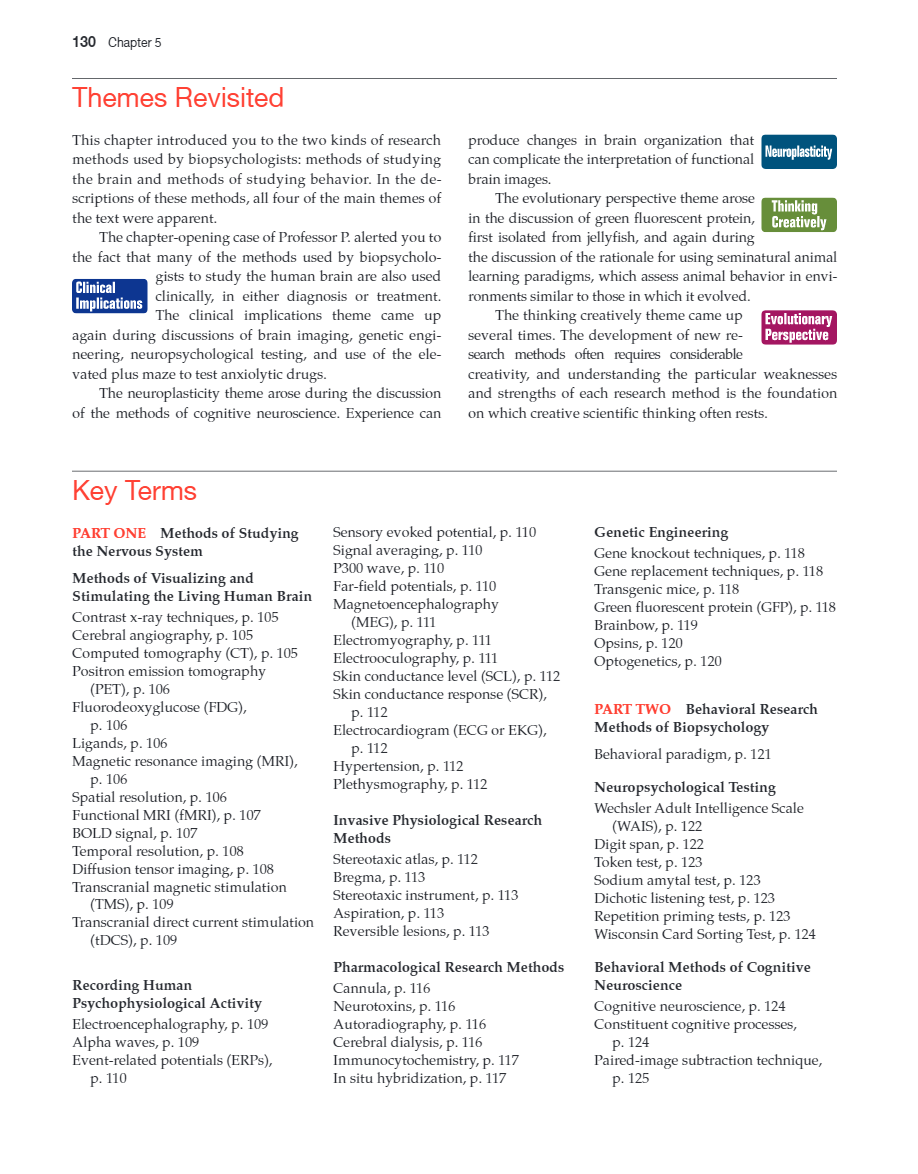 130 Chapter 5
Themes Revisited
This chapter introduced you to the two kinds of research
methods used by biopsychologists: methods of studying
the brain and methods of studying behavior. In the de-
scriptions of these methods, all four of the main themes of
the text were apparent.
The chapter-opening case of Professor P. alerted you to
the fact that many of the methods used by biopsycholo-
gists to study the human brain are also used
Clinical
Implications
clinically, in either diagnosis or treatment.
The clinical implications theme came up
again during discussions of brain imaging, genetic engi-
neering, neuropsychological testing, and use of the ele-
vated plus maze to test anxiolytic drugs.
The neuroplasticity theme arose during the discussion
of the methods of cognitive neuroscience. Experience can
produce changes in brain organization that
can complicate the interpretation of functional
brain images.
Neuroplasticity
The evolutionary perspective theme arose
in the discussion of green fluorescent protein,
Thinking
Creatively
first isolated from jellyfish, and again during
the discussion of the rationale for using seminatural animal
learning paradigms, which assess animal behavior in envi-
ronments similar to those in which it evolved.
The thinking creatively theme came up
several times. The development of new re-
Evolutionary
Perspective
search methods often requires considerable
creativity, and understanding the particular weaknesses
and strengths of each research method is the foundation
on which creative scientific thinking often rests.
Key Terms
PART ONE Methods of Studying
the Nervous System
Methods of Visualizing and
Stimulating the Living Human Brain
Contrast x-ray techniques, p. 105
Cerebral angiography, p. 105
Computed tomography (CT), p. 105
Positron emission tomography
(PET), p. 106
Fluorodeoxyglucose (FDG),
p. 106
Ligands, p. 106
Magnetic resonance imaging (MRI),
p. 106
Spatial resolution, p. 106
Functional MRI (fMRI), p. 107
BOLD signal, p. 107
Temporal resolution, p. 108
Diffusion tensor imaging, p. 108
Transcranial magnetic stimulation
(TMS), p. 109
Transcranial direct current stimulation
(tDCS), p. 109
Recording Human
Psychophysiological Activity
Electroencephalography, p. 109
Alpha waves, p. 109
Event-related potentials (ERPs),
p. 110
Sensory evoked potential, p. 110
Signal averaging, p. 110
P300 wave, p. 110
Far-field potentials, p. 110
Magnetoencephalography
(MEG), p. 111
Electromyography, p. 111
Electrooculography, p. 111
Skin conductance level (SCL), p. 112
Skin conductance response (SCR),
p. 112
Electrocardiogram (ECG or EKG),
p. 112
Hypertension, p. 112
Plethysmography, p. 112
Invasive Physiological Research
Methods
Stereotaxic atlas, p. 112
Bregma, p. 113
Stereotaxic instrument, p. 113
Aspiration, p. 113
Reversible lesions, p. 113
Pharmacological Research Methods
Cannula, p. 116
Neurotoxins, p. 116
Autoradiography, p. 116
Cerebral dialysis, p. 116
Immunocytochemistry, p. 117
In situ hybridization, p. 117
Genetic Engineering
Gene knockout techniques, p. 118
Gene replacement techniques, p. 118
Transgenic mice, p. 118
Green fluorescent protein (GFP), p. 118
Brainbow, p. 119
Opsins, p. 120
Optogenetics, p. 120
PART TWO Behavioral Research
Methods of Biopsychology
Behavioral paradigm, p. 121
Neuropsychological Testing
Wechsler Adult Intelligence Scale
(WAIS), p. 122
Digit span, p. 122
Token test, p. 123
Sodium amytal test, p. 123
Dichotic listening test, p. 123
Repetition priming tests, p. 123
Wisconsin Card Sorting Test, p. 124
Behavioral Methods of Cognitive
Neuroscience
Cognitive neuroscience, p. 124
Constituent cognitive processes,
p. 124
Paired-image subtraction technique,
p. 125